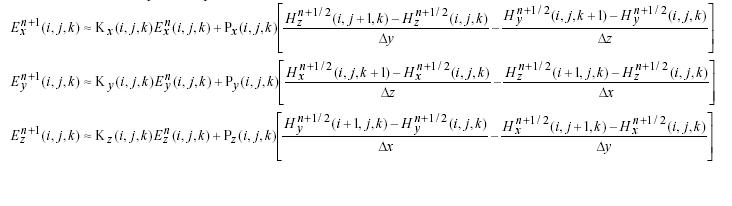 E_x^{n+1}(i,j,k) ≈ K_x(i,j,k)E_x^n(i,j,k) + P_x(i,j,k)[(H_z^{n+1/2}(i,j+1,k) − H_z^{n+1/2}(i,j,k))/Δy − (H_y^{n+1/2}(i,j,k+1) − H_y^{n+1/2}(i,j,k))/Δz]
E_y^{n+1}(i,j,k) ≈ K_y(i,j,k)E_y^n(i,j,k) + P_y(i,j,k)[(H_x^{n+1/2}(i,j,k+1) − H_x^{n+1/2}(i,j,k))/Δz − (H_z^{n+1/2}(i+1,j,k) − H_z^{n+1/2}(i,j,k))/Δx]
E_z^{n+1}(i,j,k) ≈ K_z(i,j,k)E_z^n(i,j,k) + P_z(i,j,k)[(H_y^{n+1/2}(i+1,j,k) − H_y^{n+1/2}(i,j,k))/Δx − (H_x^{n+1/2}(i,j+1,k) − H_x^{n+1/2}(i,j,k))/Δy]